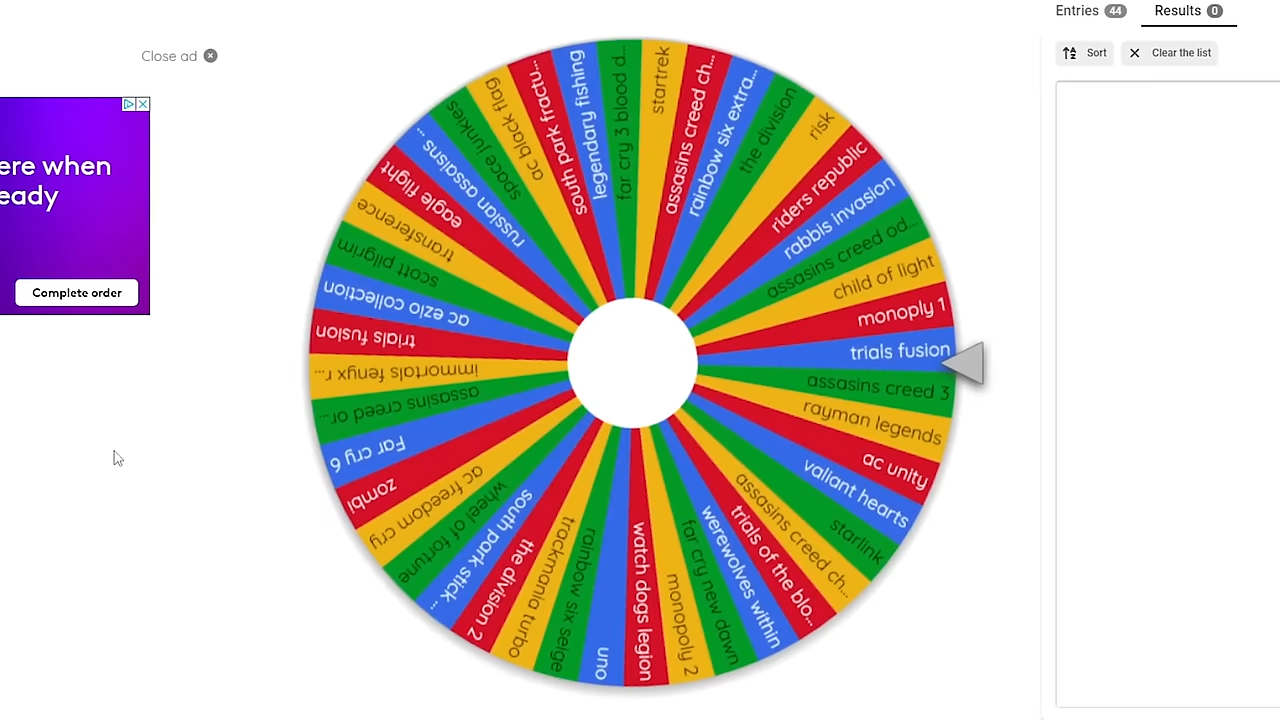 Entries 44
Results 0
Close ad
Sort
Clear the list
ere when
eady
Complete order
startrek
assasins creed ch...
rainbow six extra...
the division
risk
riders republic
rabbis invasion
assasins creed od...
child of light
monoply 1
trials fusion
assasins creed 3
rayman legends
ac unity
valiant hearts
starlink
assasins creed ch...
trials of the blo...
werewolves within
far cry new dawn
monopoly 2
watch dogs legion
uno
rainbow six seige
trackmania turbo
the division 2
south park stick...
wheel of fortune
ac freedom cry
zombi
Far cry 6
assasins creed or...
immortals fenyx r...
trials fusion
ac ezio collection
scott pilgrim
transference
eagle flight
russian assaisns ...
space junkies
ac black flag
south park fractu...
legendary fishing
far cry 3 blood d...